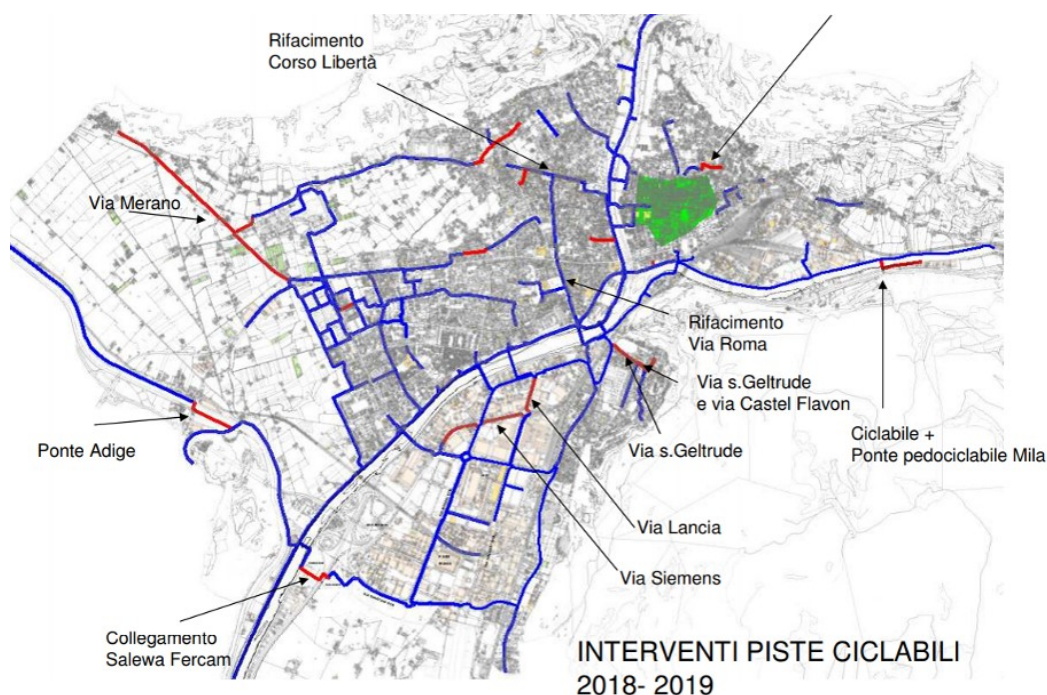 Rifacimento
Corso Libertà
Via Merano
Rifacimento
Via Roma
Via s.Geltrude
e via Castel Flavon
Ciclabile +
Ponte pedociclabile Mila
Ponte Adige
Via s.Geltrude
Via Lancia
Via Siemens
Collegamento
Salewa Fercam
INTERVENTI PISTE CICLABILI
2018- 2019